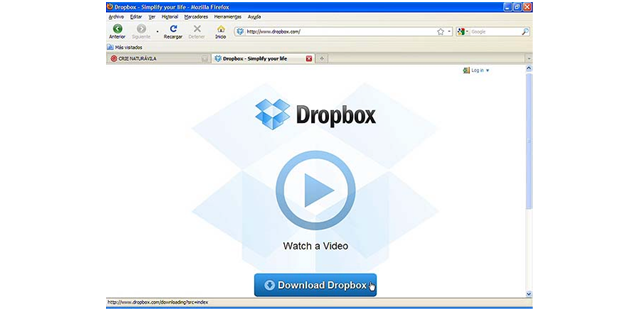 Dropbox - Simplify your life - Mozilla Firefox
Archivo Editar Ver Historial Marcadores Herramientas Ayuda
Anterior Siguiente Recargar Marcadores Inicio http://www.dropbox.com/ Google
Más visitados
CRIE NATURÁVILA Dropbox - Simplify your life
Log in
Dropbox
Watch a Video
Download Dropbox
http://www.dropbox.com/downloading?src=index